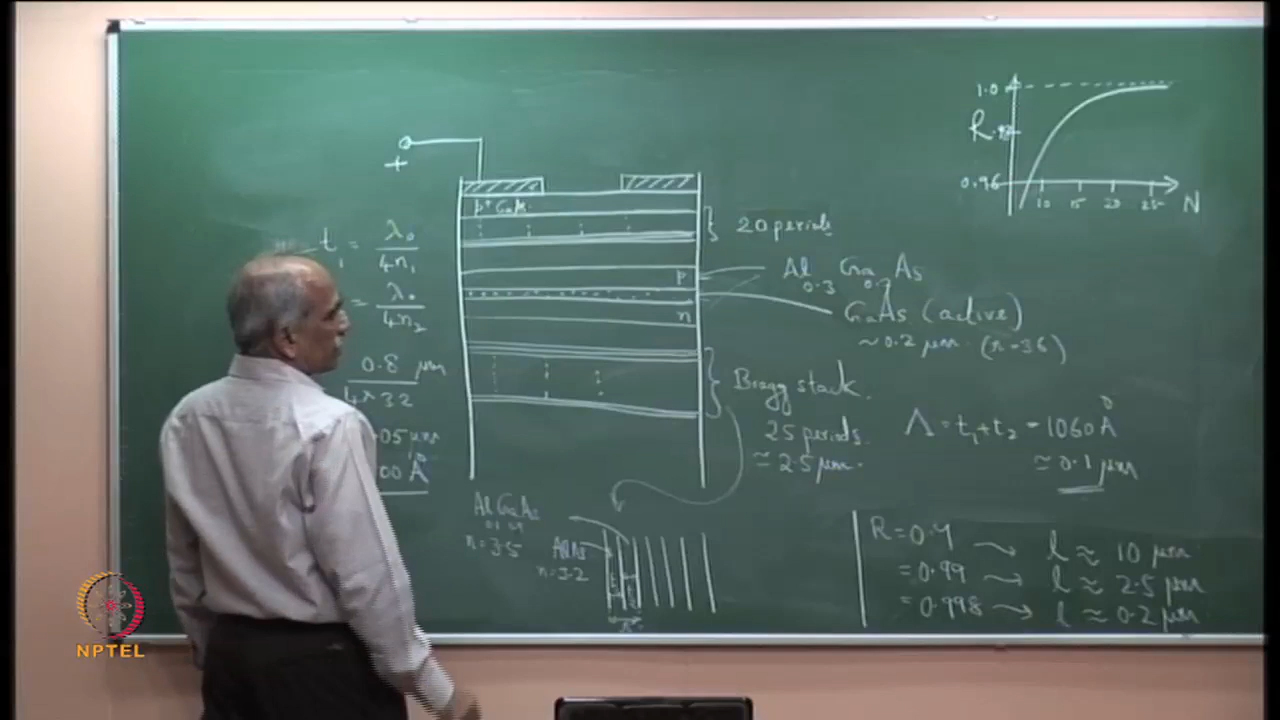 t₁ = λ₀/4n₁
= λ₀/4n₂
0.8 μm
05 μm
00 Å
+
p⁺ GaAs
20 periods
p
n
Al0.3 Ga0.7 As
GaAs (active)
≈ 0.2 μm (n = 3.6)
Bragg stack
25 periods
≈ 2.5 μm
AlGaAs
n = 3.5
AlAs
n = 3.2
1.0
R
0.96
10 15 20 25 N
Λ = t₁ + t₂ = 1060 Å
≈ 0.1 μm
R = 0.9 → l ≈ 10 μm
= 0.99 → l ≈ 2.5 μm
= 0.998 → l ≈ 0.2 μm
NPTEL